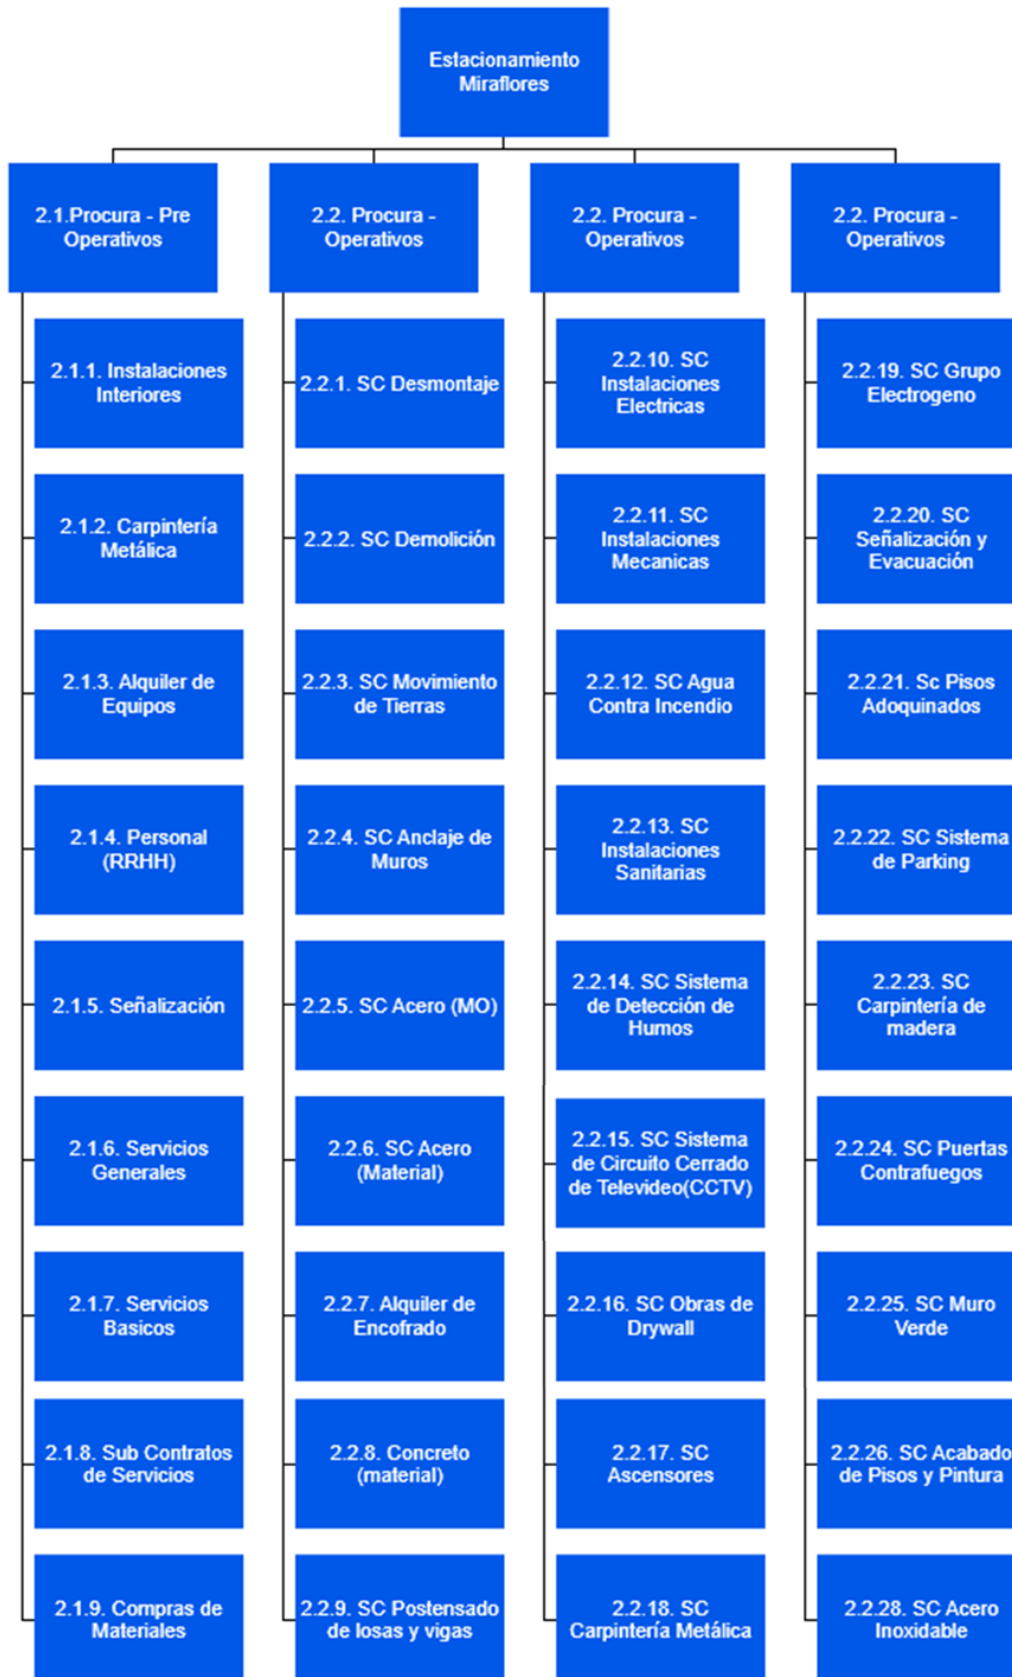 Estacionamiento
Miraflores
2.1.Procura - Pre
Operativos
2.1.1. Instalaciones
Interiores
2.1.2. Carpintería
Metálica
2.1.3. Alquiler de
Equipos
2.1.4. Personal
(RRHH)
2.1.5. Señalización
2.1.6. Servicios
Generales
2.1.7. Servicios
Basicos
2.1.8. Sub Contratos
de Servicios
2.1.9. Compras de
Materiales
2.2. Procura -
Operativos
2.2.1. SC Desmontaje
2.2.2. SC Demolición
2.2.3. SC Movimiento
de Tierras
2.2.4. SC Anclaje de
Muros
2.2.5. SC Acero (MO)
2.2.6. SC Acero
(Material)
2.2.7. Alquiler de
Encofrado
2.2.8. Concreto
(material)
2.2.9. SC Postensado
de losas y vigas
2.2. Procura -
Operativos
2.2.10. SC
Instalaciones
Electricas
2.2.11. SC
Instalaciones
Mecanicas
2.2.12. SC Agua
Contra Incendio
2.2.13. SC
Instalaciones
Sanitarias
2.2.14. SC Sistema
de Detección de
Humos
2.2.15. SC Sistema
de Circuito Cerrado
de Televideo(CCTV)
2.2.16. SC Obras de
Drywall
2.2.17. SC
Ascensores
2.2.18. SC
Carpintería Metálica
2.2. Procura -
Operativos
2.2.19. SC Grupo
Electrogeno
2.2.20. SC
Señalización y
Evacuación
2.2.21. Sc Pisos
Adoquinados
2.2.22. SC Sistema
de Parking
2.2.23. SC
Carpintería de
madera
2.2.24. SC Puertas
Contrafuegos
2.2.25. SC Muro
Verde
2.2.26. SC Acabado
de Pisos y Pintura
2.2.28. SC Acero
Inoxidable